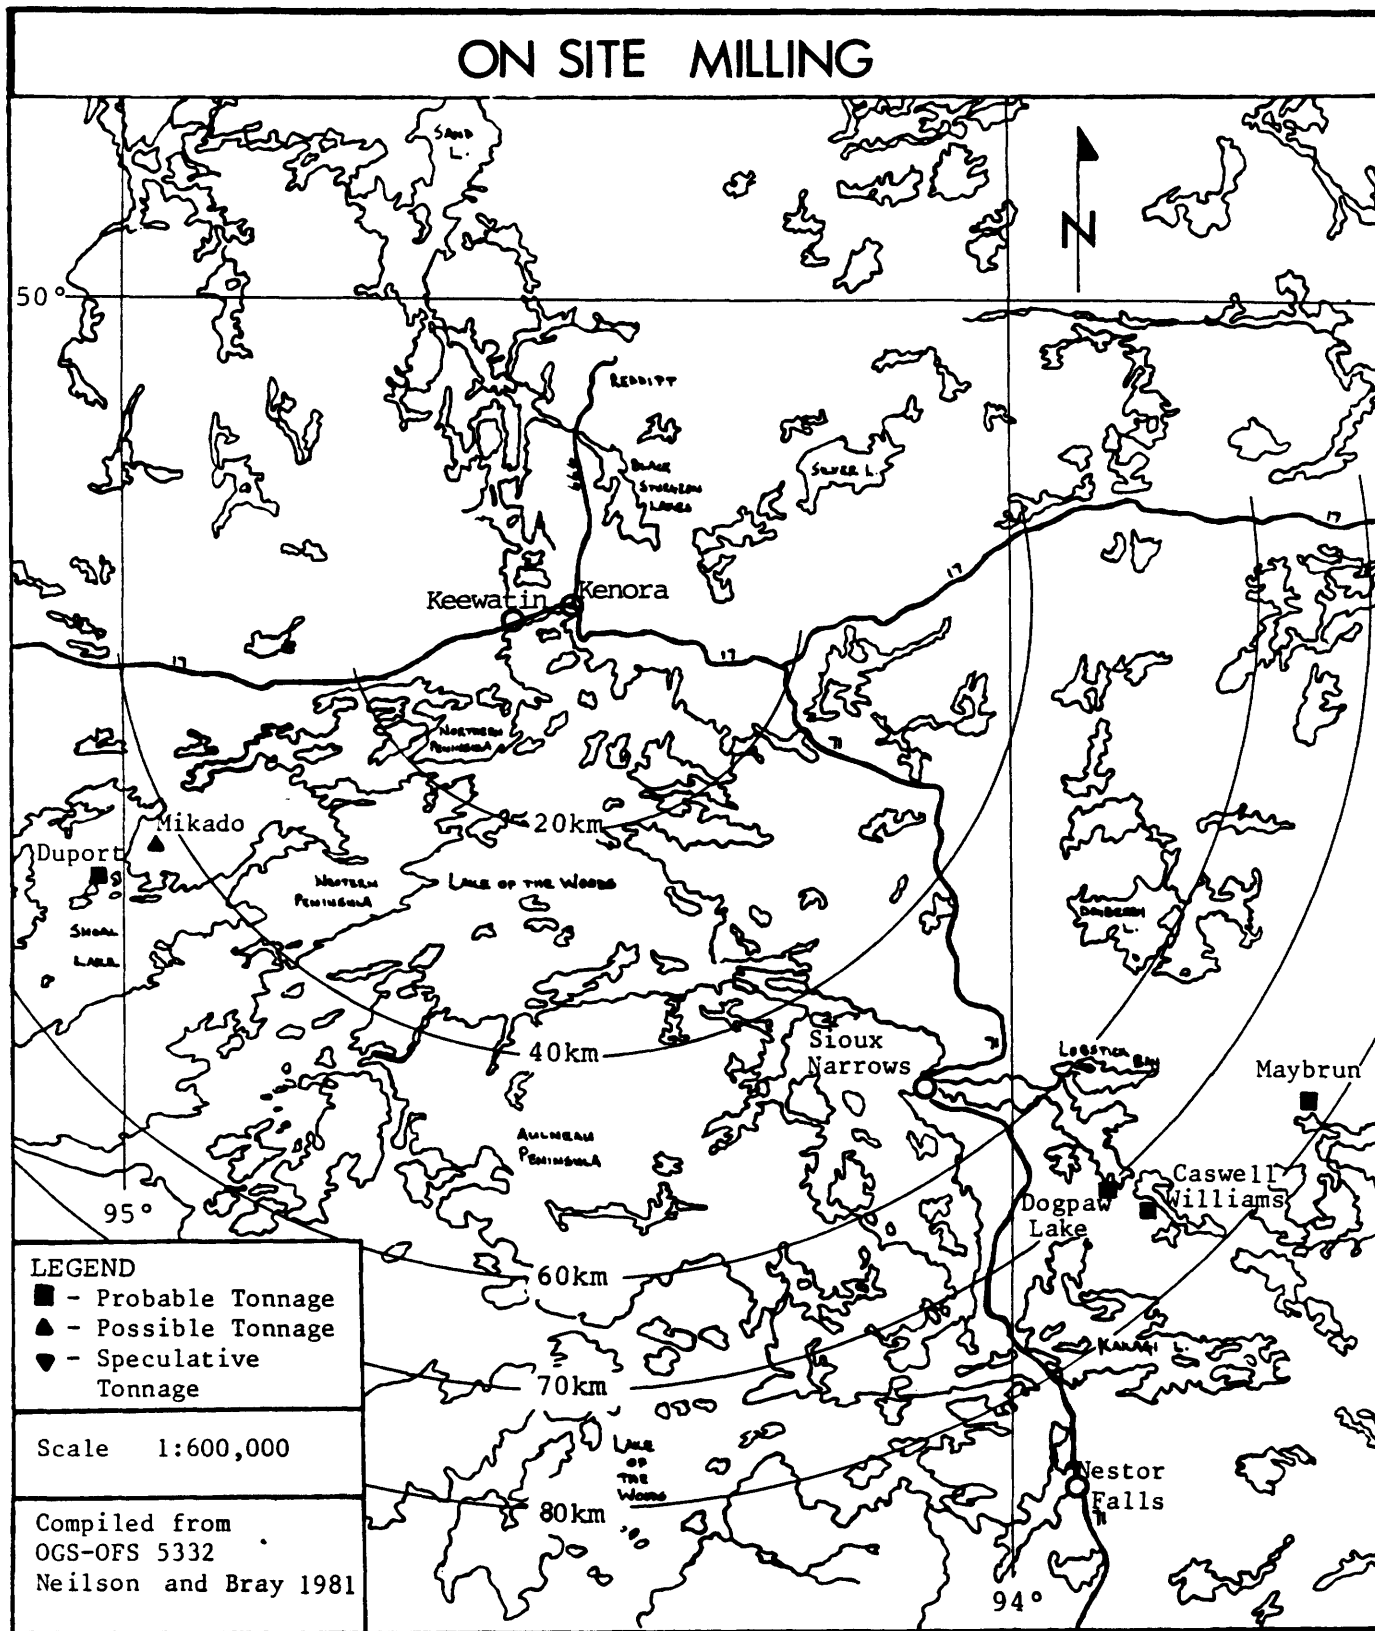 ON SITE MILLING
SAND
L.
N
50°
REDDITT
BLACK
STURGEON
LAKES
SILVER L.
17
17
Keewatin
Kenora
17
17
NORTHERN
PENINSULA
71
20km
Mikado
Duport
WESTERN
PENINSULA
LAKE OF THE WOODS
SHOAL
LAKE
L.
40km
Sioux
Narrows
71
LOBSTICK BAY
Maybrun
AULNEAU
PENINSULA
95°
Dogpaw
Lake
Caswell
Williams
60km
LEGEND
- Probable Tonnage
- Possible Tonnage
- Speculative
Tonnage
KAKAGI L.
70km
Scale 1:600,000
LAKE
OF
THE
WOODS
80km
Nestor
Falls
71
Compiled from
OGS-OFS 5332
Neilson and Bray 1981
94°